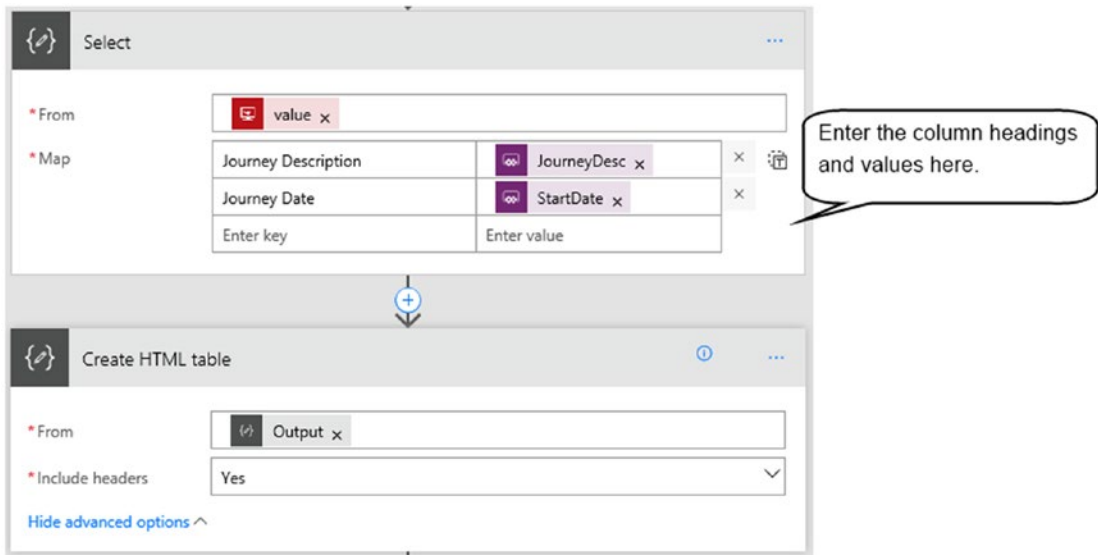 Select
...
* From
value ×
* Map
Journey Description
JourneyDesc ×
×
Journey Date
StartDate ×
×
Enter key
Enter value
Enter the column headings
and values here.
Create HTML table
...
* From
Output ×
* Include headers
Yes
Hide advanced options